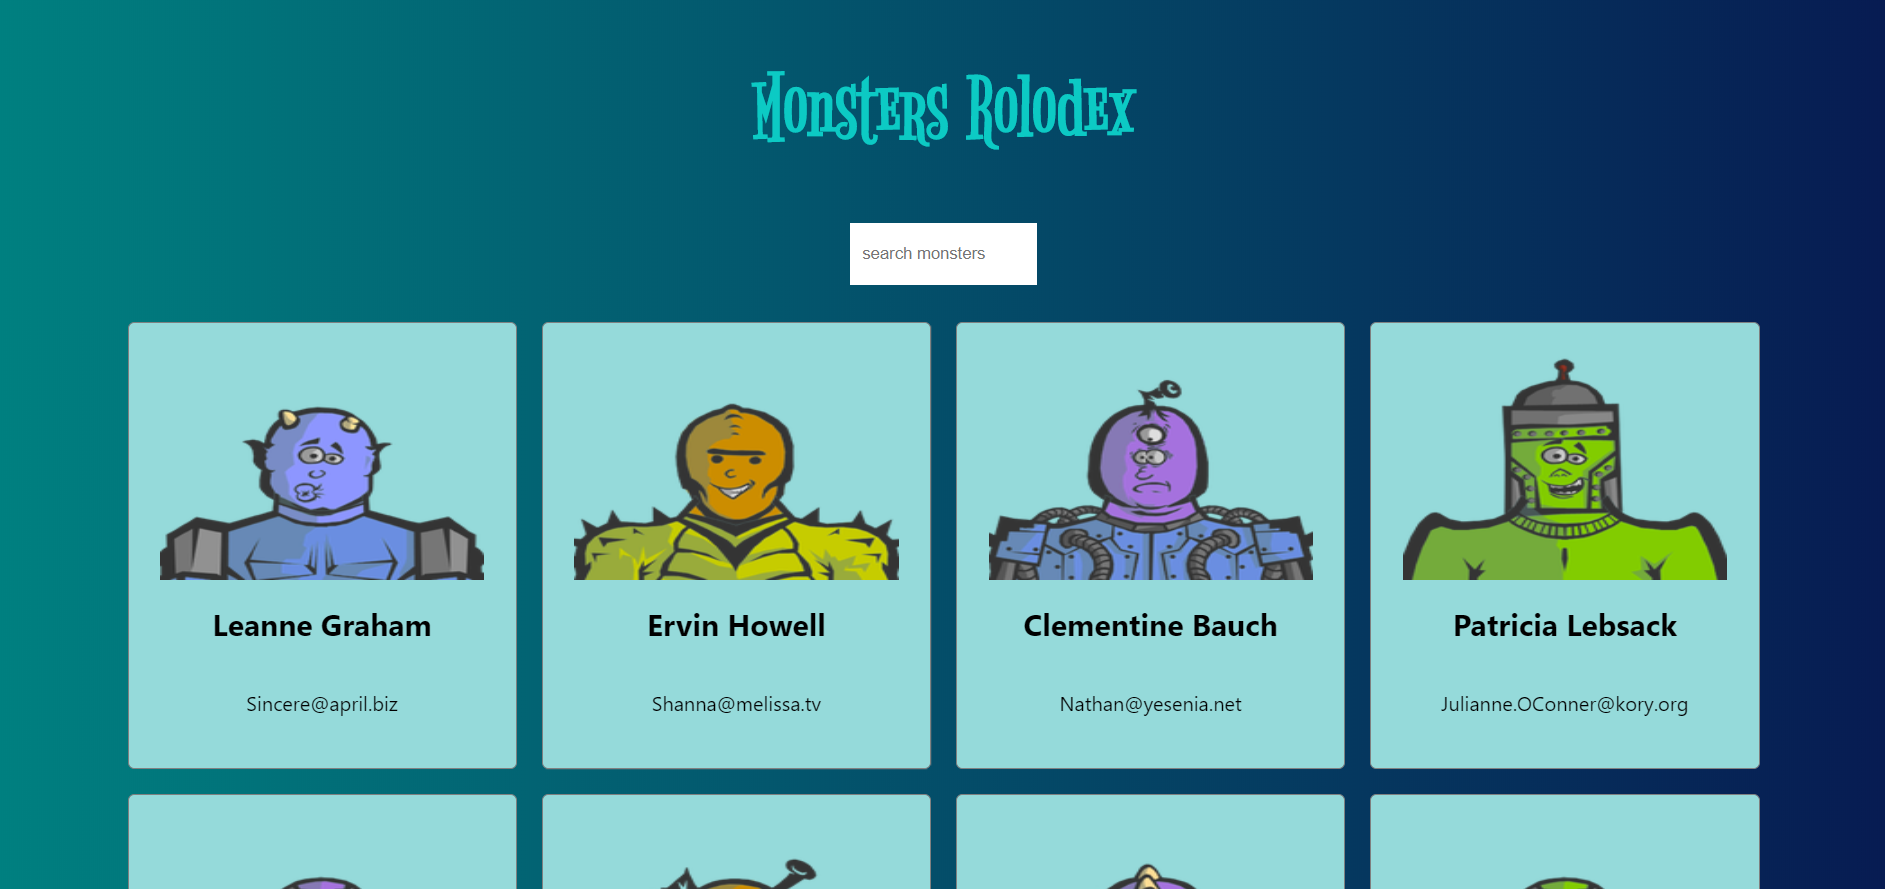 Monsters Rolodex
search monsters
Leanne Graham
Ervin Howell
Clementine Bauch
Patricia Lebsack
Sincere@april.biz
Shanna@melissa.tv
Nathan@yesenia.net
Julianne.OConner@kory.org